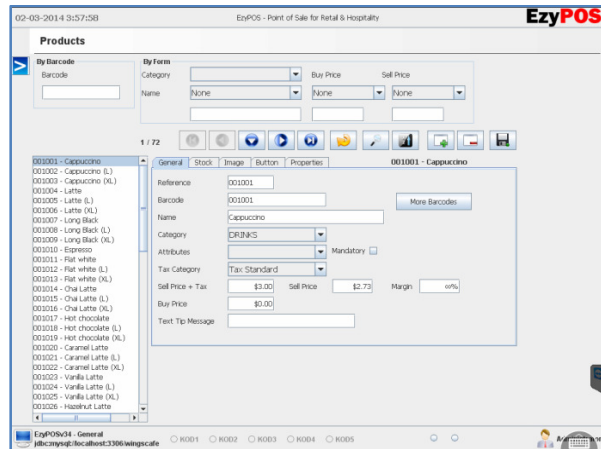 02-03-2014 3:57:58 EzyPOS - Point of Sale for Retail & Hospitality EzyPOS
Products
By Barcode By Form
Barcode Category Buy Price Sell Price
Name None None None
1 / 72
001001 - Cappuccino General Stock Image Button Properties 001001 - Cappuccino
001002 - Cappuccino (L)
001003 - Cappuccino (XL) Reference 001001
001004 - Latte
001005 - Latte (L) Barcode 001001 More Barcodes
001006 - Latte (XL)
001007 - Long Black Name Cappuccino
001008 - Long Black (L)
001009 - Long Black (XL) Category DRINKS
001010 - Espresso
001011 - Flat white Attributes Mandatory
001012 - Flat white (L)
001013 - Flat white (XL) Tax Category Tax Standard
001014 - Chai Latte
001015 - Chai Latte (L) Sell Price + Tax $3.00 Sell Price $2.73 Margin ∞%
001016 - Chai Latte (XL)
001017 - Hot chocolate Buy Price $0.00
001018 - Hot chocolate (L)
001019 - Hot chocolate (XL) Text Tip Message
001020 - Caramel Latte
001021 - Caramel Latte (L)
001022 - Caramel Latte (XL)
001023 - Vanilla Latte
001024 - Vanilla Latte (L)
001025 - Vanilla Latte (XL)
001026 - Hazelnut Latte
EzyPOSv34 - General
jdbc:mysql://localhost:3306/wingscafe KOD1 KOD2 KOD3 KOD4 KOD5